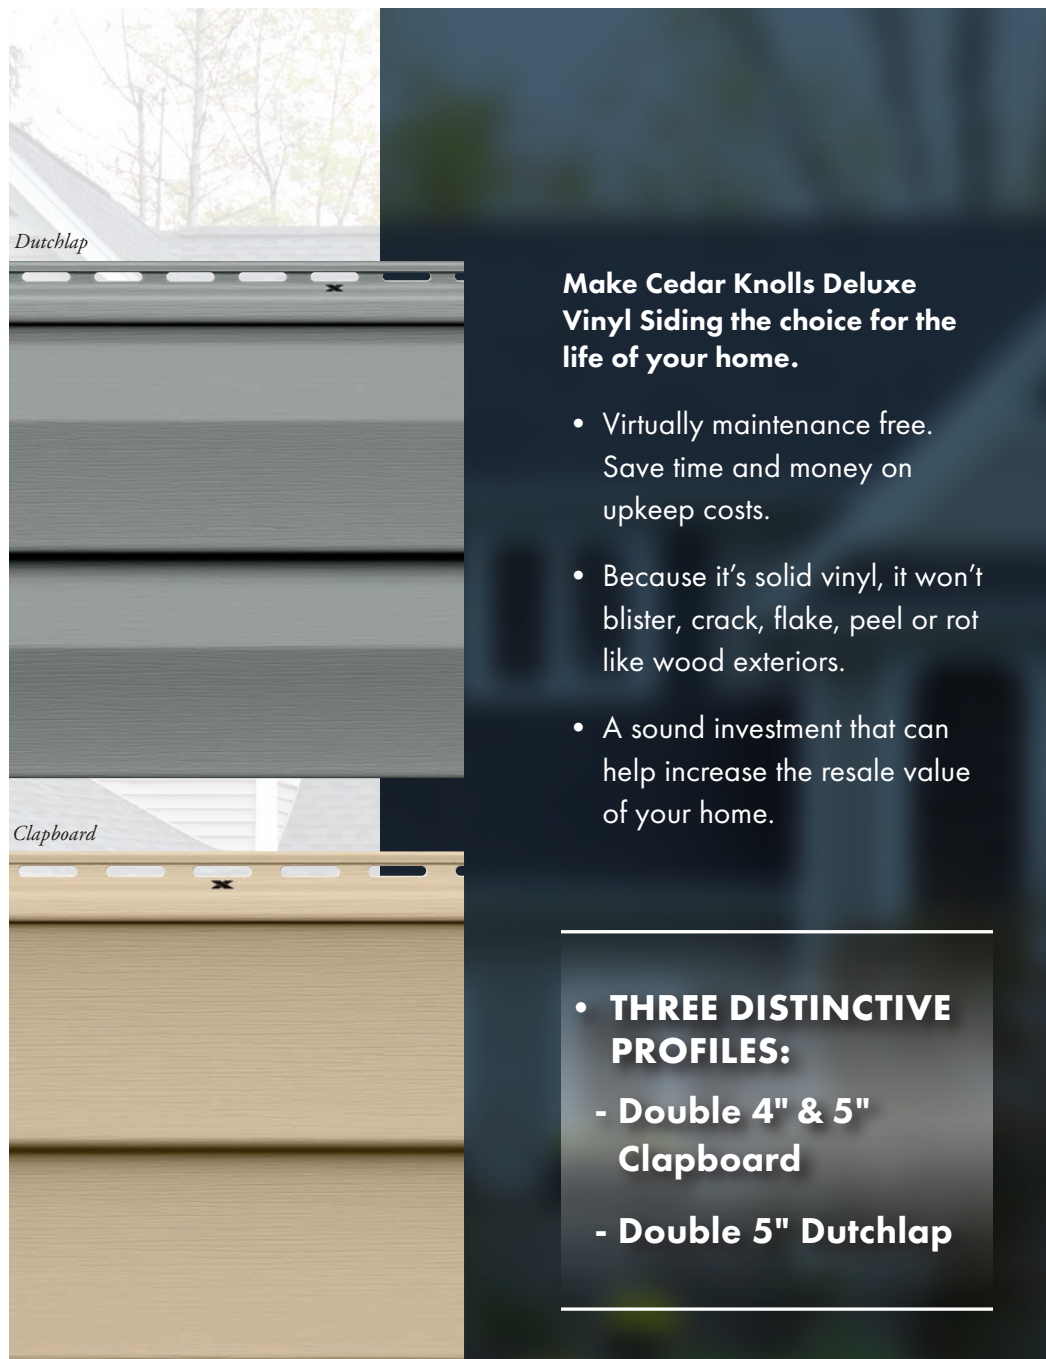 Dutchlap
Make Cedar Knolls Deluxe
Vinyl Siding the choice for the
life of your home.
• Virtually maintenance free.
Save time and money on
upkeep costs.
• Because it’s solid vinyl, it won’t
blister, crack, flake, peel or rot
like wood exteriors.
• A sound investment that can
help increase the resale value
of your home.
Clapboard
• THREE DISTINCTIVE
PROFILES:
- Double 4" & 5"
Clapboard
- Double 5" Dutchlap